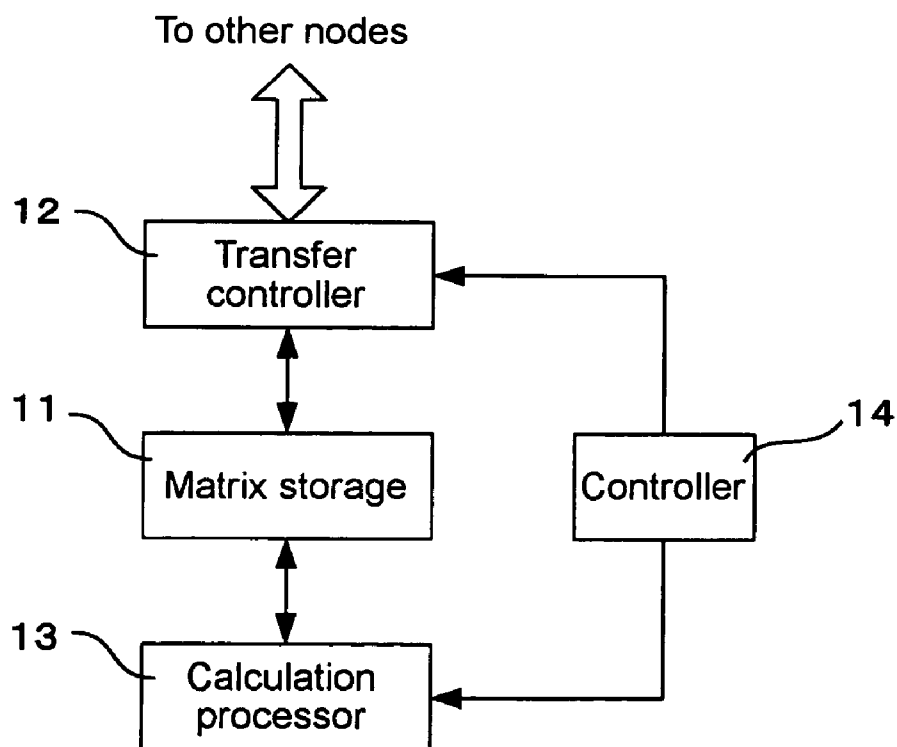 To other nodes
12
Transfer
controller
11
Matrix storage
14
Controller
13
Calculation
processor